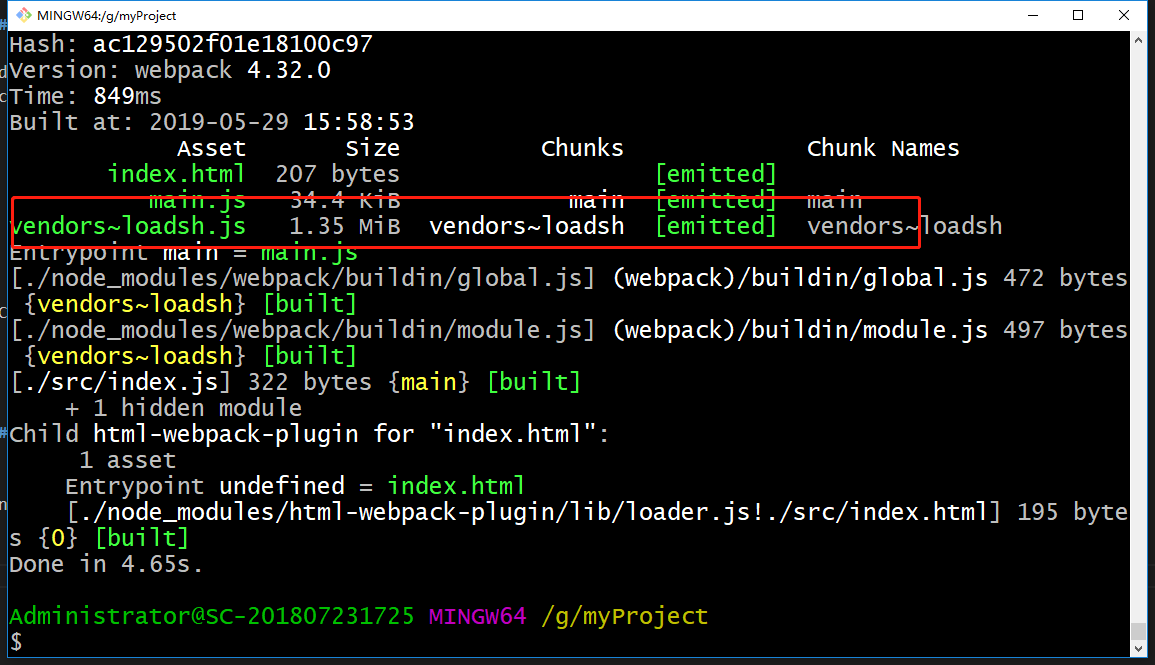 MINGW64:/g/myProject
Hash: ac129502f01e18100c97
Version: webpack 4.32.0
Time: 849ms
Built at: 2019-05-29 15:58:53
Asset Size Chunks Chunk Names
index.html 207 bytes [emitted]
main.js 34.4 KiB main [emitted] main
vendors~loadsh.js 1.35 MiB vendors~loadsh [emitted] vendors~loadsh
Entrypoint main = main.js
[./node_modules/webpack/buildin/global.js] (webpack)/buildin/global.js 472 bytes
{vendors~loadsh} [built]
[./node_modules/webpack/buildin/module.js] (webpack)/buildin/module.js 497 bytes
{vendors~loadsh} [built]
[./src/index.js] 322 bytes {main} [built]
+ 1 hidden module
Child html-webpack-plugin for "index.html":
1 asset
Entrypoint undefined = index.html
[./node_modules/html-webpack-plugin/lib/loader.js!./src/index.html] 195 byte
s {0} [built]
Done in 4.65s.
Administrator@SC-201807231725 MINGW64 /g/myProject
$